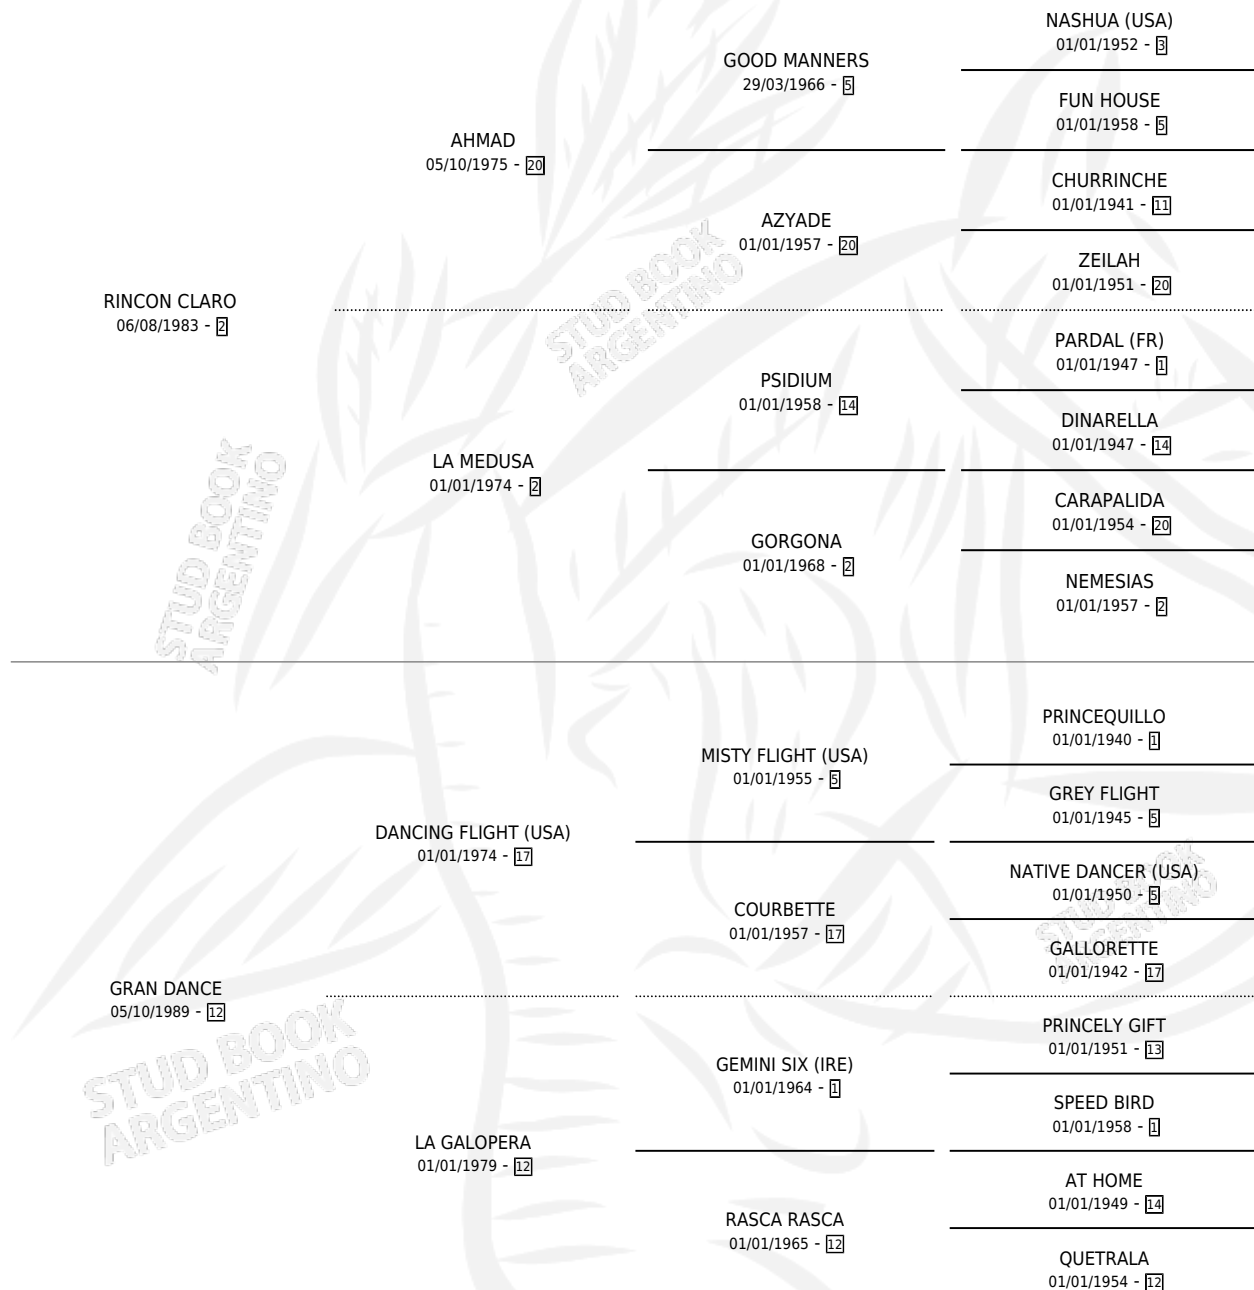 NASHUA (USA)
01/01/1952 - 3
GOOD MANNERS
29/03/1966 - 5
FUN HOUSE
01/01/1958 - 5
AHMAD
05/10/1975 - 20
CHURRINCHE
01/01/1941 - 11
AZYADE
01/01/1957 - 20
ZEILAH
01/01/1951 - 20
RINCON CLARO
06/08/1983 - 2
STUD BOOK
ARGENTINO
PARDAL (FR)
01/01/1947 - 1
PSIDIUM
01/01/1958 - 14
DINARELLA
01/01/1947 - 14
LA MEDUSA
01/01/1974 - 2
CARAPALIDA
01/01/1954 - 20
GORGONA
01/01/1968 - 2
NEMESIAS
01/01/1957 - 2
STUD BOOK
ARGENTINO
PRINCEQUILLO
01/01/1940 - 1
MISTY FLIGHT (USA)
01/01/1955 - 5
GREY FLIGHT
01/01/1945 - 5
DANCING FLIGHT (USA)
01/01/1974 - 17
NATIVE DANCER (USA)
01/01/1950 - 5
COURBETTE
01/01/1957 - 17
STUD BOOK
ARGENTINO
GALLORETTE
01/01/1942 - 17
GRAN DANCE
05/10/1989 - 12
PRINCELY GIFT
01/01/1951 - 13
GEMINI SIX (IRE)
01/01/1964 - 1
SPEED BIRD
01/01/1958 - 1
STUD BOOK
ARGENTINO
LA GALOPERA
01/01/1979 - 12
AT HOME
01/01/1949 - 14
RASCA RASCA
01/01/1965 - 12
QUETRALA
01/01/1954 - 12